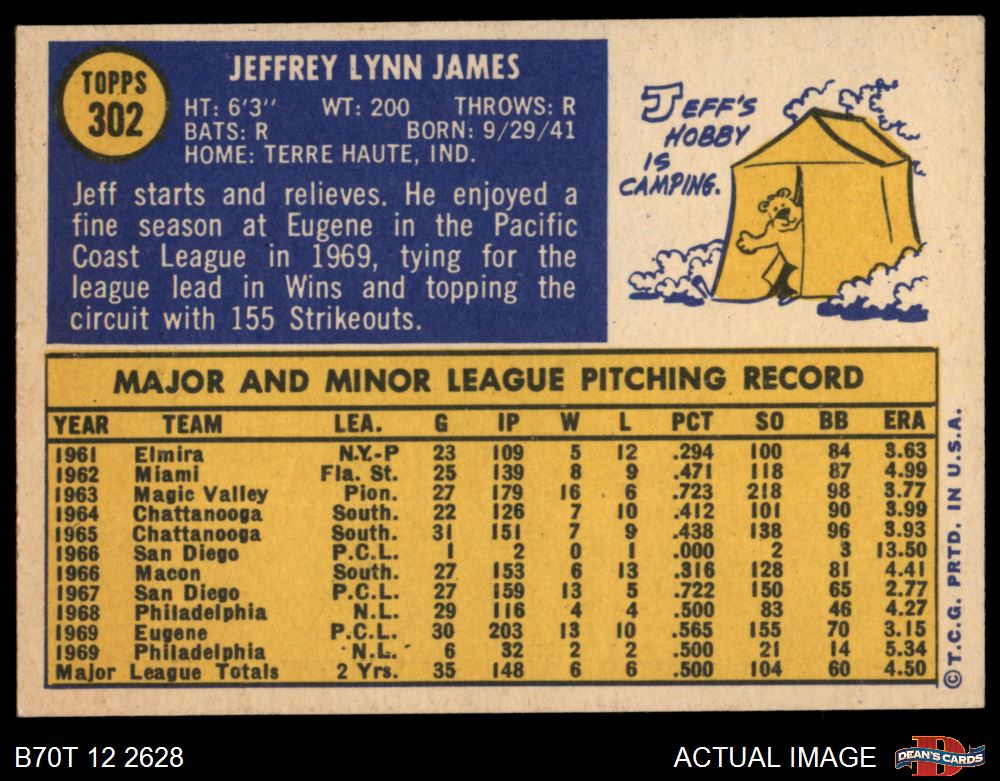 TOPPS
302
JEFFREY LYNN JAMES
HT: 6'3" WT: 200 THROWS: R
BATS: R BORN: 9/29/41
HOME: TERRE HAUTE, IND.
Jeff starts and relieves. He enjoyed a
fine season at Eugene in the Pacific
Coast League in 1969, tying for the
league lead in Wins and topping the
circuit with 155 Strikeouts.
JEFF'S
HOBBY
IS
CAMPING.
MAJOR AND MINOR LEAGUE PITCHING RECORD
YEAR TEAM LEA. G IP W L PCT SO BB ERA
1961 Elmira N.Y.-P 23 109 5 12 .294 100 84 3.63
1962 Miami Fla. St. 25 139 8 9 .471 118 87 4.99
1963 Magic Valley Pion. 27 179 16 6 .723 218 98 3.77
1964 Chattanooga South. 22 126 7 10 .412 101 90 3.99
1965 Chattanooga South. 31 151 7 9 .438 138 96 3.93
1966 San Diego P.C.L. 1 2 0 1 .000 2 3 13.50
1966 Macon South. 27 153 6 13 .316 128 81 4.41
1967 San Diego P.C.L. 27 159 13 5 .722 150 65 2.77
1968 Philadelphia N.L. 29 116 4 4 .500 83 46 4.27
1969 Eugene P.C.L. 30 203 13 10 .565 155 70 3.15
1969 Philadelphia N.L. 6 32 2 2 .500 21 14 5.34
Major League Totals 2 Yrs. 35 148 6 6 .500 104 60 4.50
© T.C.G. PRTD. IN U.S.A.
B70T 12 2628
ACTUAL IMAGE
D
DEAN'S CARDS